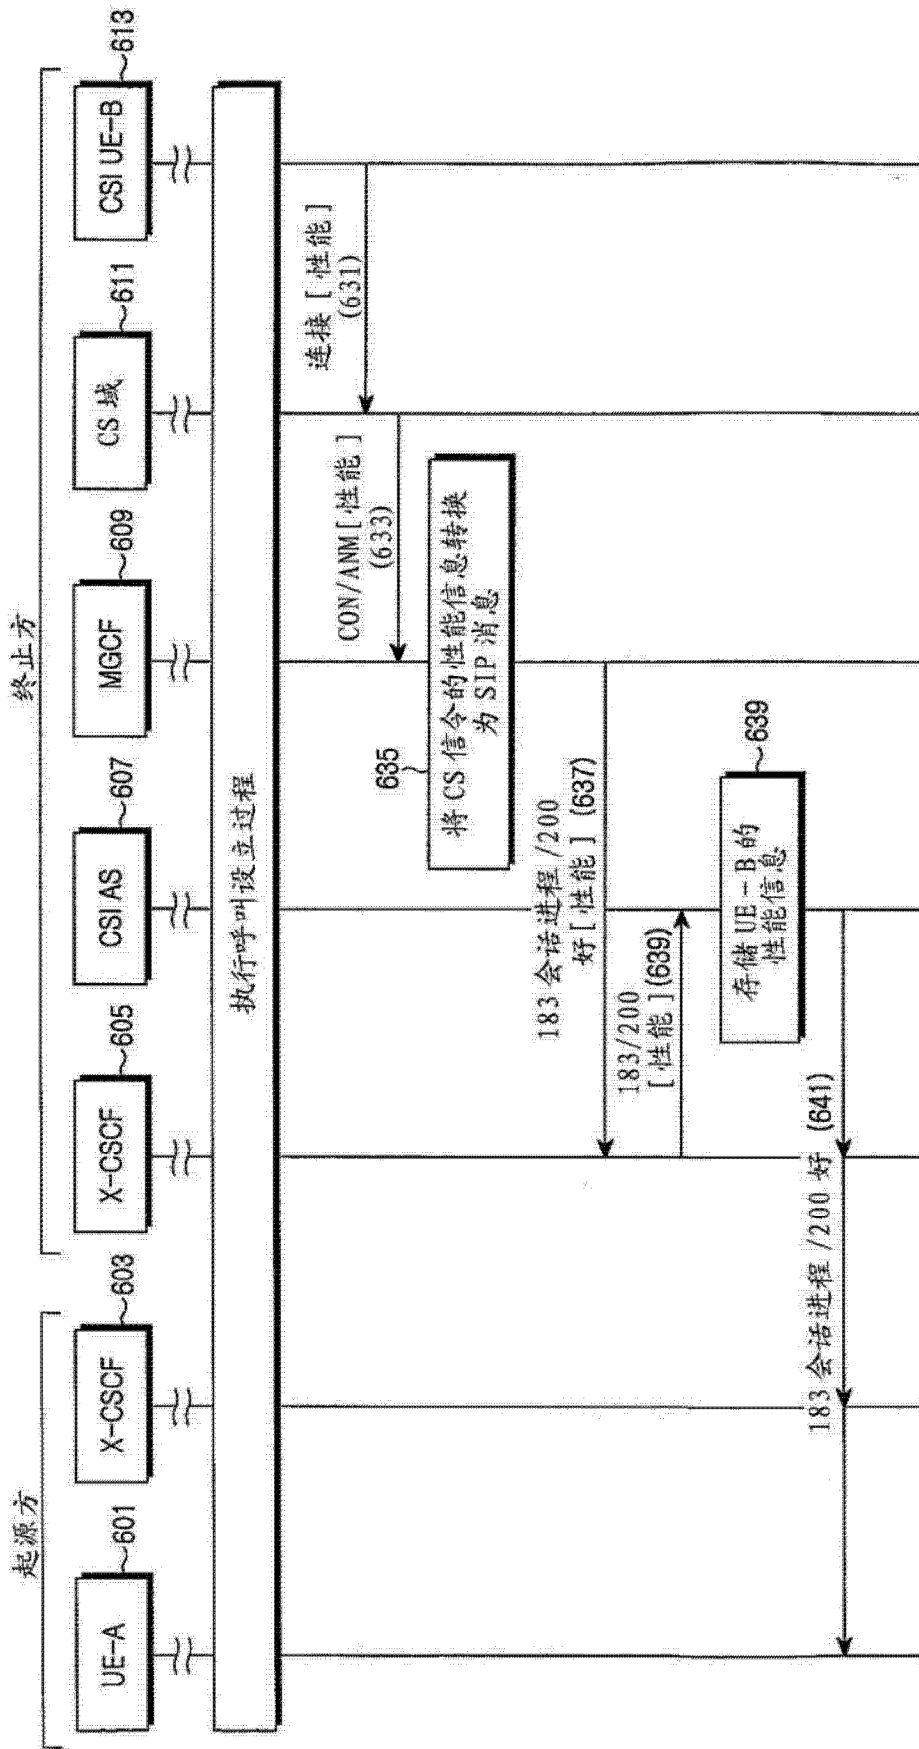 起源方
终止方
UE-A
601
X-CSCF
603
X-CSCF
605
CSI AS
607
MGCF
609
CS 域
611
CSI UE-B
613
执行呼叫设立过程
连接 [ 性能 ]
(631)
CON/ANM [ 性能 ]
(633)
635
将 CS 信令的性能信息转换
为 SIP 消息
183 会话进程 /200
好 [ 性能 ] (637)
183/200
[ 性能 ] (639)
639
存储 UE-B 的
性能信息
183 会话进程 /200 好 (641)